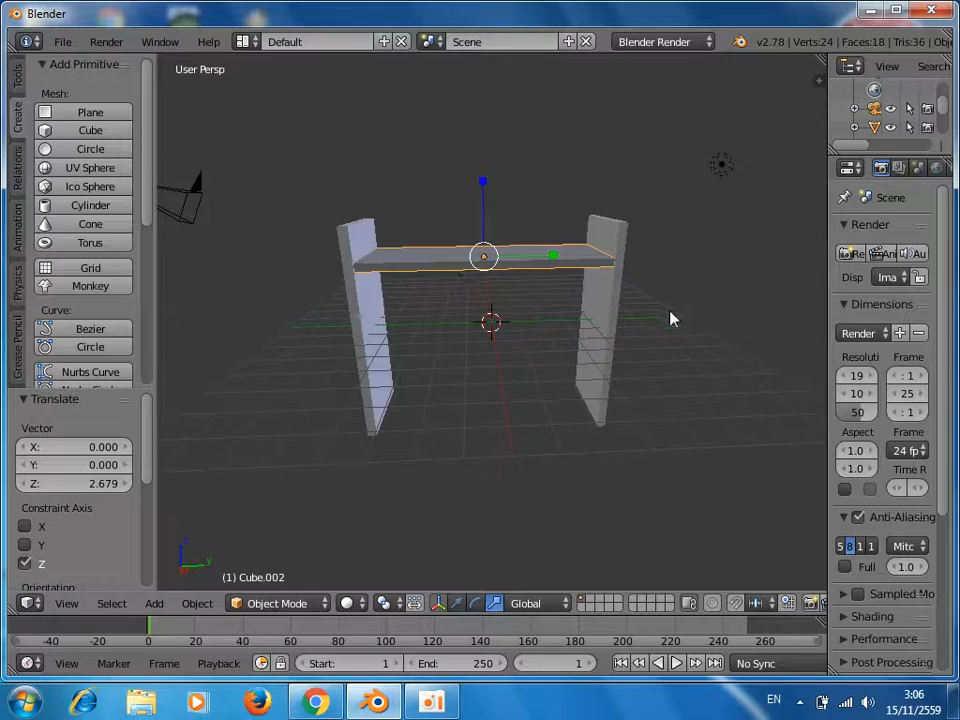 Blender
File Render Window Help Default Scene Blender Render v2.78 | Verts:24 | Faces:18 | Tris:36 | Obje
Add Primitive
User Persp
View Search
Tools
Create
Relations
Animation
Physics
Grease Pencil
Mesh:
Plane
Cube
Circle
UV Sphere
Ico Sphere
Cylinder
Cone
Torus
Grid
Monkey
Curve:
Bezier
Circle
Nurbs Curve
Translate
Vector
X: 0.000
Y: 0.000
Z: 2.679
Constraint Axis
X
Y
Z
Orientation
z
y
(1) Cube.002
Scene
Render
Re Ani Au
Disp Ima
Dimensions
Render
Resoluti Frame
19 : 1
10 25
50 : 1
Aspect Frame
1.0 24 fp
1.0 Time R
Anti-Aliasing
5 8 1 1 Mitc
Full 1.0
Sampled Mo
Shading
Performance
Post Processing
View Select Add Object Object Mode Global
-40 -20 0 20 40 60 80 100 120 140 160 180 200 220 240 260
View Marker Frame Playback Start: 1 End: 250 1 No Sync
EN
3:06
15/11/2559